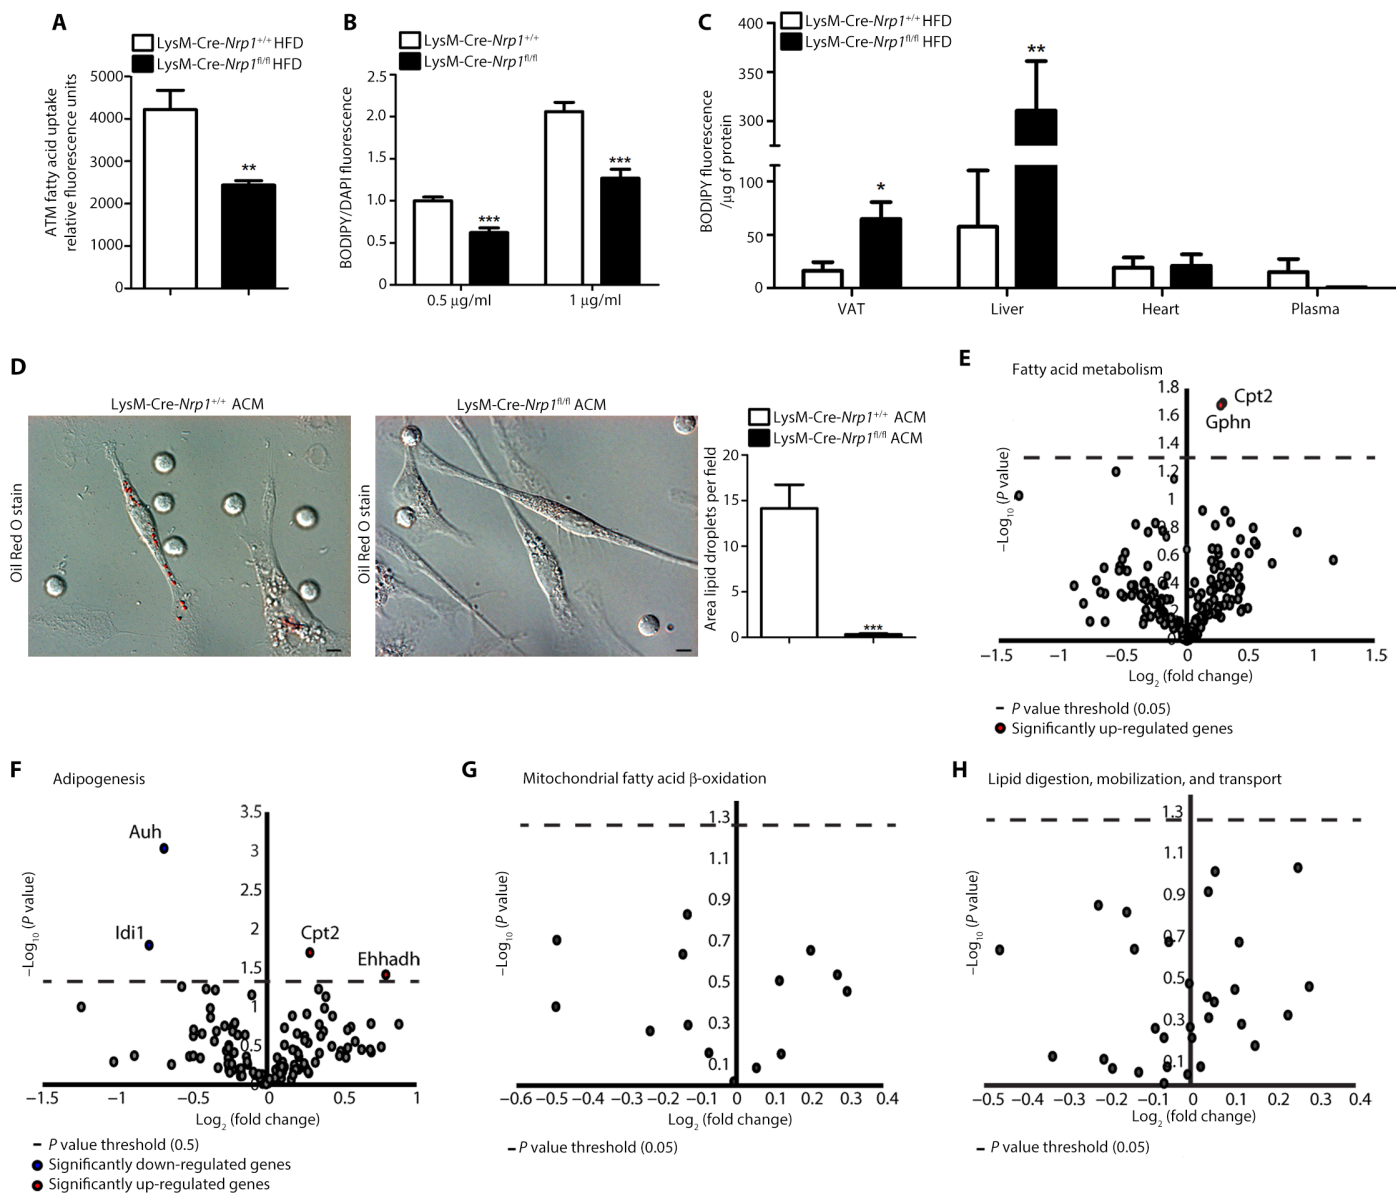 A
LysM-Cre-Nrp1+/+ HFD
LysM-Cre-Nrp1fl/fl HFD
ATM fatty acid uptake
relative fluorescence units
5000
4000
3000
2000
1000
0
**
B
LysM-Cre-Nrp1+/+
LysM-Cre-Nrp1fl/fl
BODIPY/DAPI fluorescence
2.5
2.0
1.5
1.0
0.5
0
***
***
0.5 µg/ml
1 µg/ml
C
LysM-Cre-Nrp1+/+ HFD
LysM-Cre-Nrp1fl/fl HFD
BODIPY fluorescence
/µg of protein
400
350
300
100
50
0
*
**
VAT
Liver
Heart
Plasma
D
LysM-Cre-Nrp1+/+ ACM
Oil Red O stain
LysM-Cre-Nrp1fl/fl ACM
Oil Red O stain
LysM-Cre-Nrp1+/+ ACM
LysM-Cre-Nrp1fl/fl ACM
Area lipid droplets per field
20
15
10
5
0
***
E
Fatty acid metabolism
−Log10 (P value)
1.8
1.6
1.4
1.2
1
0.8
0.6
0.4
0.2
0
Cpt2
Gphn
−1.5 −1 −0.5 0 0.5 1 1.5
Log2 (fold change)
P value threshold (0.05)
Significantly up-regulated genes
F
Adipogenesis
−Log10 (P value)
3.5
3
2.5
2
1.5
1
0.5
0
Auh
Idi1
Cpt2
Ehhadh
−1.5 −1 −0.5 0 0.5 1
Log2 (fold change)
P value threshold (0.5)
Significantly down-regulated genes
Significantly up-regulated genes
G
Mitochondrial fatty acid β-oxidation
−Log10 (P value)
1.3
1.1
0.9
0.7
0.5
0.3
0.1
−0.6 −0.5 −0.4 −0.3 −0.2 −0.1 0 0.1 0.2 0.3 0.4
Log2 (fold change)
P value threshold (0.05)
H
Lipid digestion, mobilization, and transport
−Log10 (P value)
1.3
1.1
0.9
0.7
0.5
0.3
0.1
−0.5 −0.4 −0.3 −0.2 −0.1 0 0.1 0.2 0.3 0.4
Log2 (fold change)
P value threshold (0.05)